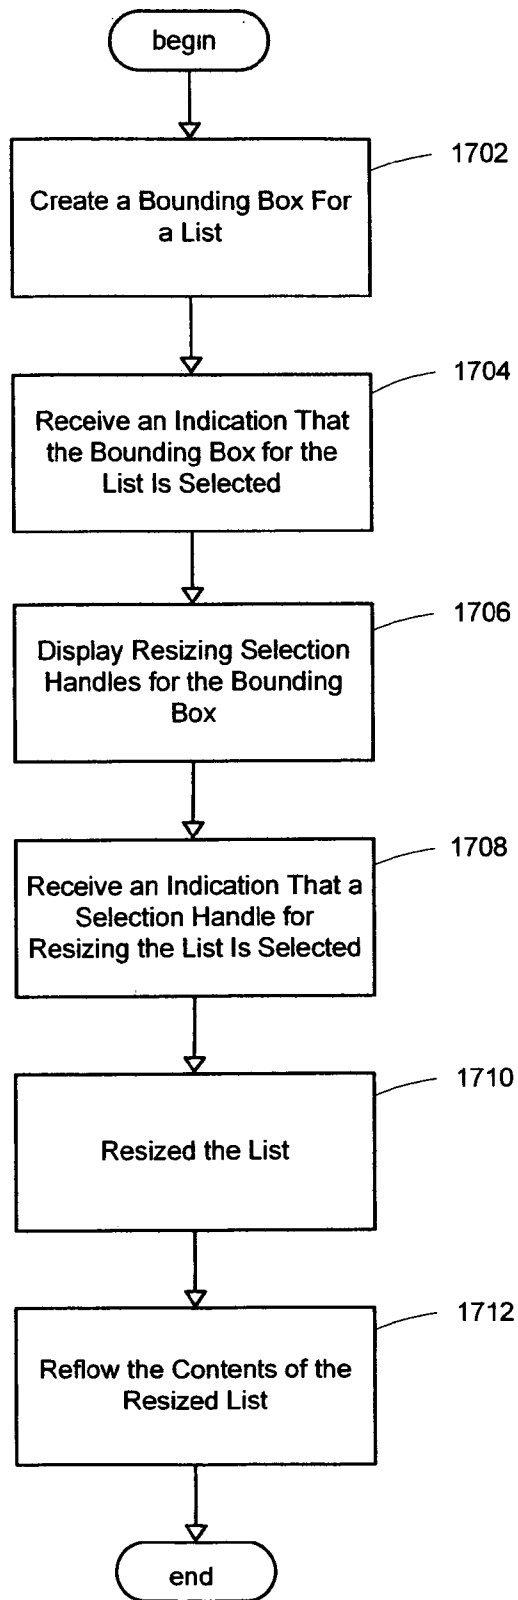 begin
1702
Create a Bounding Box For
a List
1704
Receive an Indication That
the Bounding Box for the
List Is Selected
1706
Display Resizing Selection
Handles for the Bounding
Box
1708
Receive an Indication That a
Selection Handle for
Resizing the List Is Selected
1710
Resized the List
1712
Reflow the Contents of the
Resized List
end